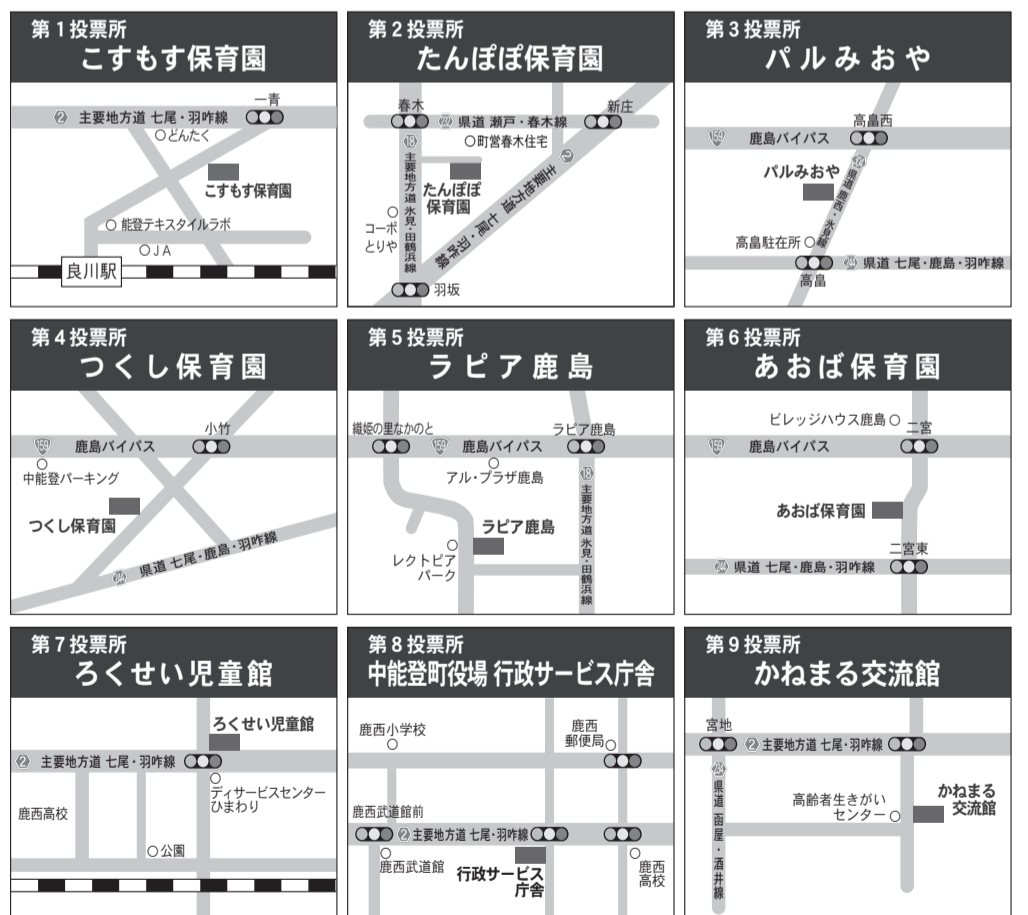 第1投票所
こすもす保育園
一青
2 主要地方道 七尾・羽咋線
どんたく
こすもす保育園
能登テキスタイルラボ
JA
良川駅
第2投票所
たんぽぽ保育園
春木
新庄
県道 瀬戸・春木線
町営春木住宅
18 主要地方道 氷見・田鶴浜線
2 主要地方道 七尾・羽咋線
たんぽぽ
保育園
コーポ
とりや
羽坂
第3投票所
パルみおや
高畠西
159 鹿島バイパス
パルみおや
県道 鹿西・氷見線
高畠駐在所
244 県道 七尾・鹿島・羽咋線
高畠
第4投票所
つくし保育園
小竹
159 鹿島バイパス
中能登パーキング
つくし保育園
244 県道 七尾・鹿島・羽咋線
第5投票所
ラピア鹿島
織姫の里なかのと
ラピア鹿島
159 鹿島バイパス
アル・プラザ鹿島
18 主要地方道 氷見・田鶴浜線
ラピア鹿島
レクトピア
パーク
第6投票所
あおば保育園
ビレッジハウス鹿島
二宮
159 鹿島バイパス
あおば保育園
二宮東
244 県道 七尾・鹿島・羽咋線
第7投票所
ろくせい児童館
ろくせい児童館
2 主要地方道 七尾・羽咋線
ディサービスセンター
ひまわり
鹿西高校
公園
第8投票所
中能登町役場 行政サービス庁舎
鹿西小学校
鹿西
郵便局
鹿西武道館前
2 主要地方道 七尾・羽咋線
鹿西武道館
行政サービス
庁舎
鹿西
高校
第9投票所
かねまる交流館
宮地
2 主要地方道 七尾・羽咋線
県道 函屋・酒井線
高齢者生きがい
センター
かねまる
交流館